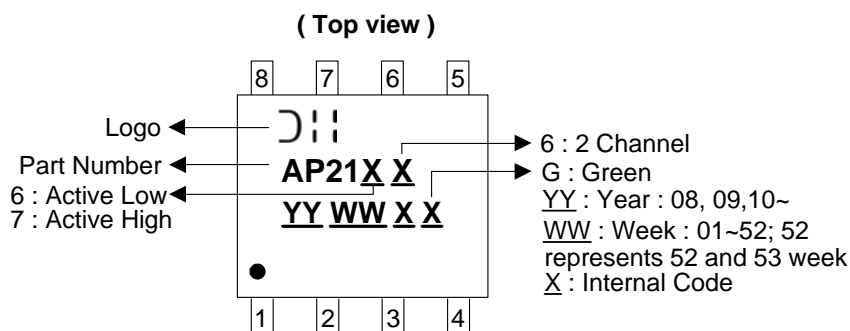 ( Top view )
8 7 6 5
Logo
Part Number
6 : Active Low
7 : Active High
AP21X X
YY WW X X
6 : 2 Channel
G : Green
YY : Year : 08, 09,10~
WW : Week : 01~52; 52
represents 52 and 53 week
X : Internal Code
1 2 3 4